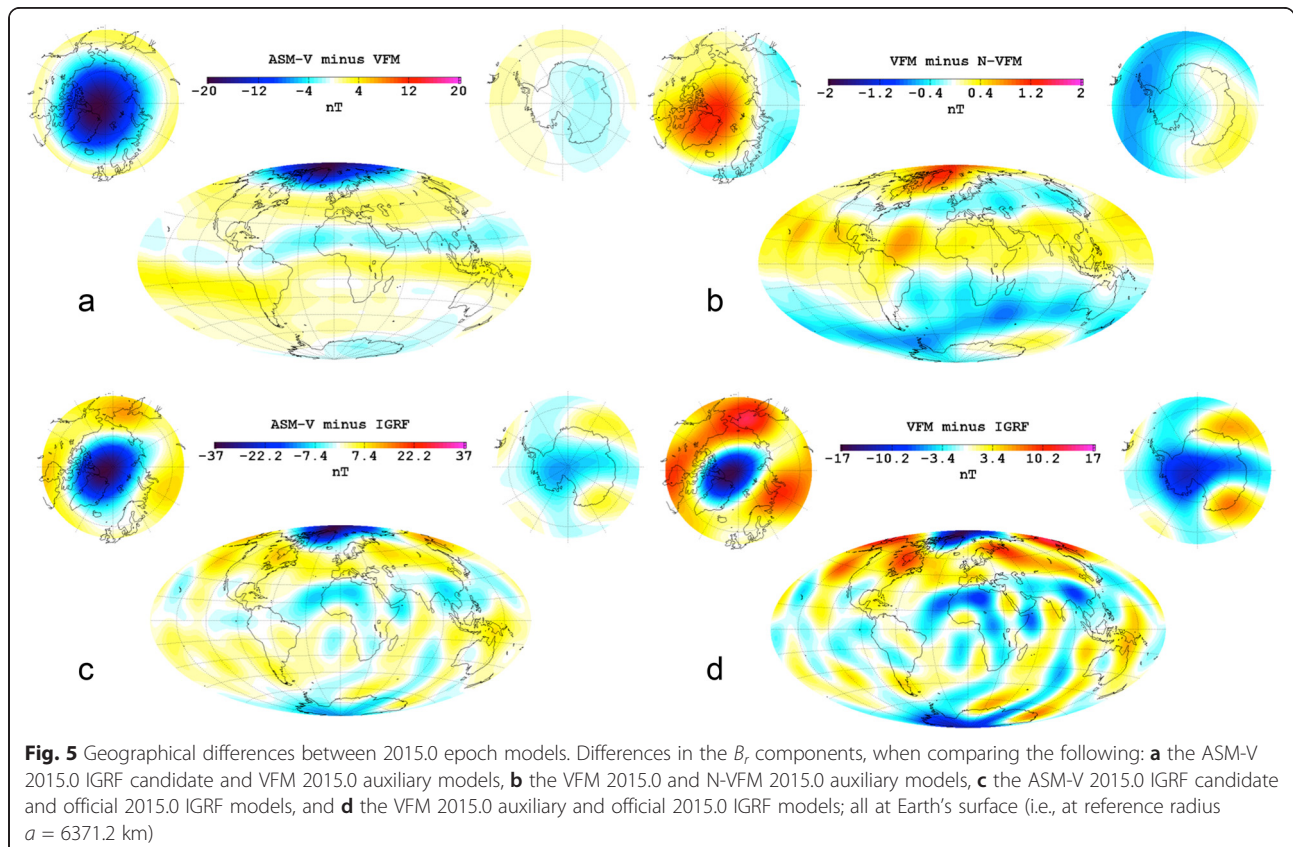 ASM-V minus VFM
-20 -12 -4 4 12 20
nT
a
VFM minus N-VFM
-2 -1.2 -0.4 0.4 1.2 2
nT
b
ASM-V minus IGRF
-37 -22.2 -7.4 7.4 22.2 37
nT
c
VFM minus IGRF
-17 -10.2 -3.4 3.4 10.2 17
nT
d
Fig. 5 Geographical differences between 2015.0 epoch models. Differences in the Br components, when comparing the following: a the ASM-V
2015.0 IGRF candidate and VFM 2015.0 auxiliary models, b the VFM 2015.0 and N-VFM 2015.0 auxiliary models, c the ASM-V 2015.0 IGRF candidate
and official 2015.0 IGRF models, and d the VFM 2015.0 auxiliary and official 2015.0 IGRF models; all at Earth's surface (i.e., at reference radius
a = 6371.2 km)